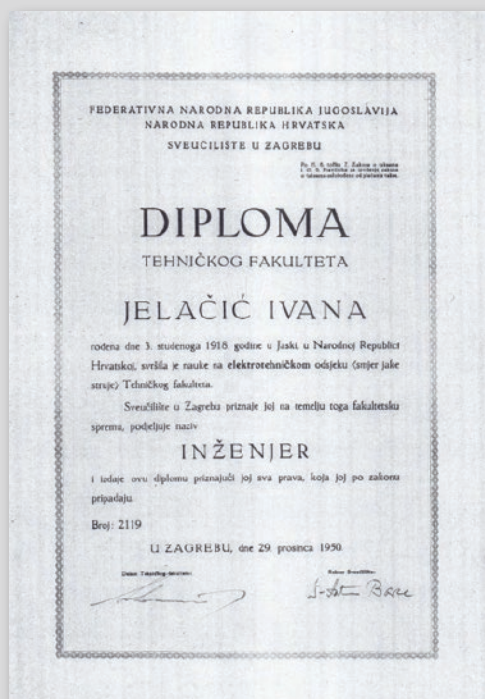 FEDERATIVNA NARODNA REPUBLIKA JUGOSLAVIJA
NARODNA REPUBLIKA HRVATSKA
SVEUČILIŠTE U ZAGREBU
DIPLOMA
TEHNIČKOG FAKULTETA
JELAČIĆ IVANA
rođena dne 3. studenoga 1918. godine u Jaski, u Narodnoj Republici
Hrvatskoj, svršila je nauke na elektrotehničkom odsjeku (smjer jake
struje) Tehničkog fakulteta.
Sveučilište u Zagrebu priznaje joj na temelju toga fakultetsku
spremu, podjeljuje naziv
INŽENJER
i izdaje ovu diplomu priznajući joj sva prava, koja joj po zakonu
pripadaju.
Broj: 2119
U ZAGREBU, dne 29. prosinca 1950.